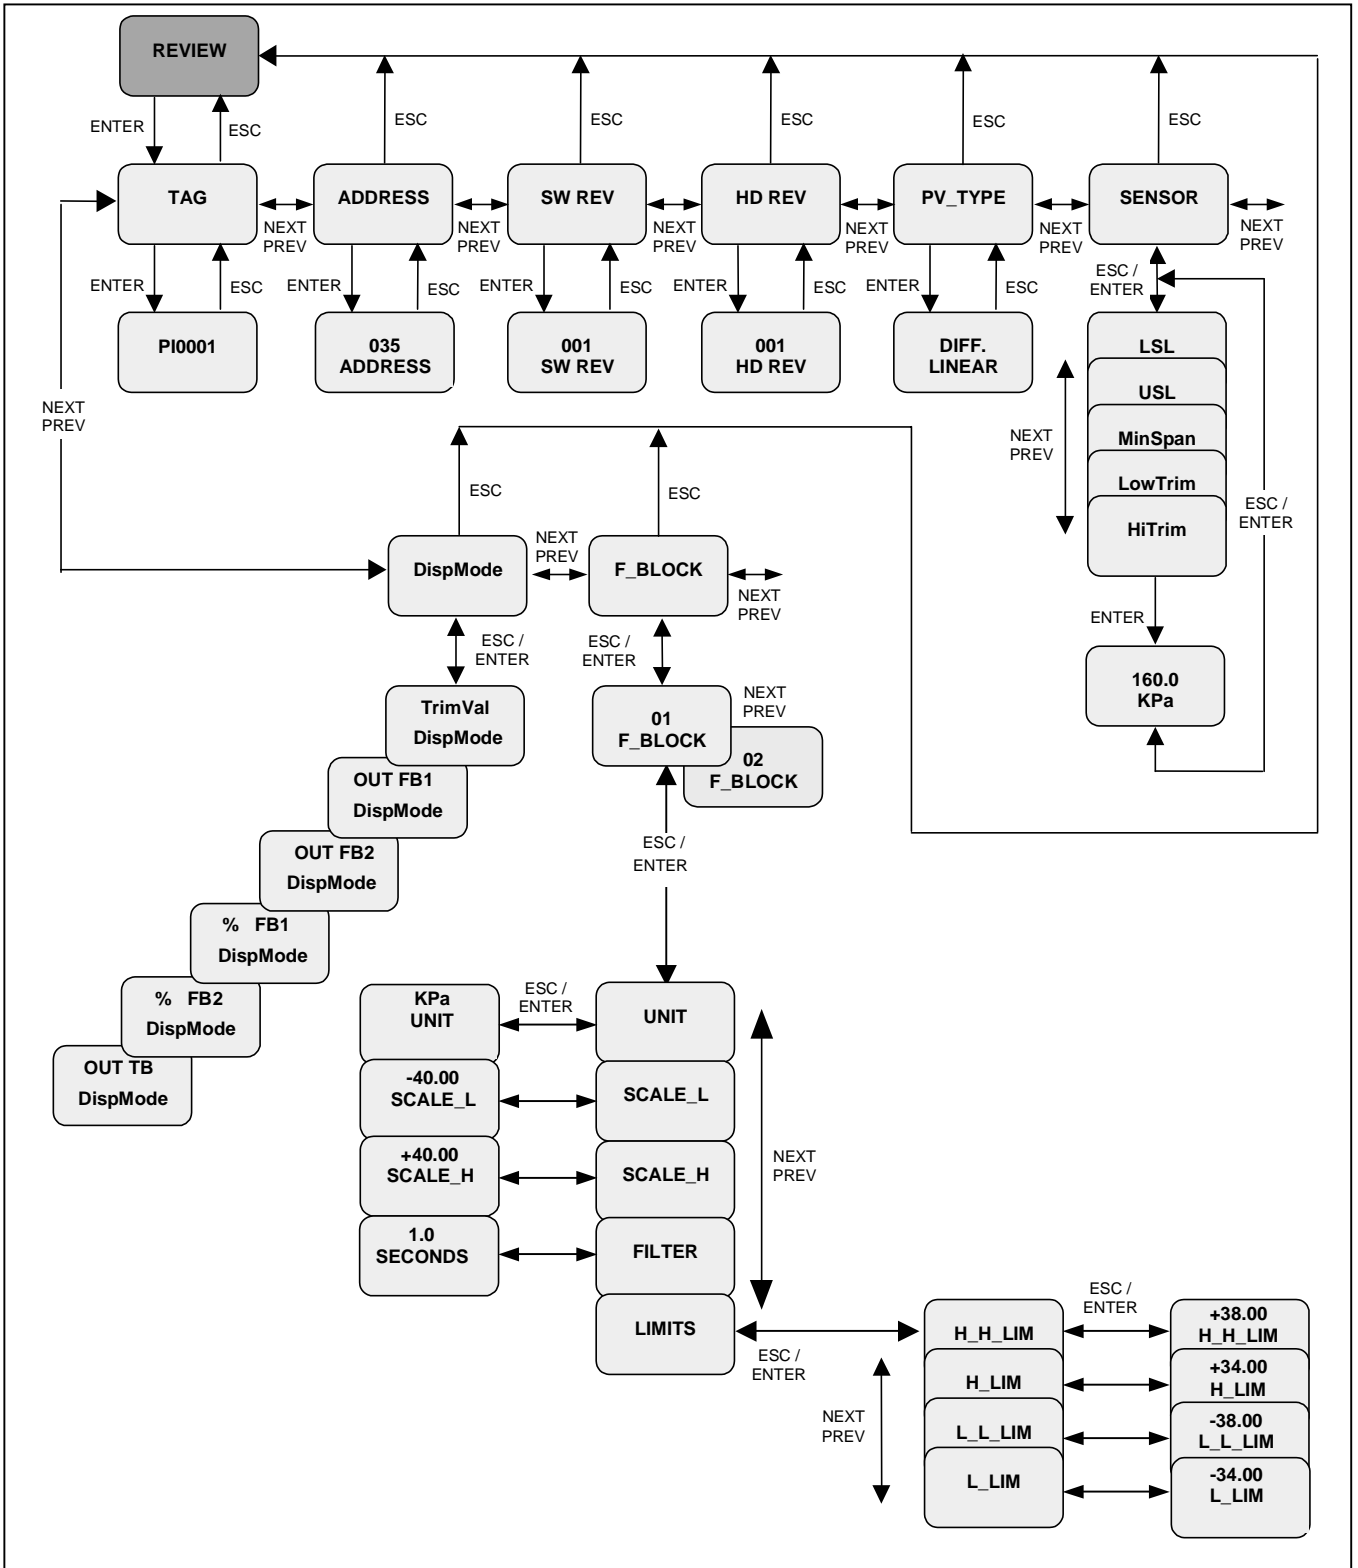 REVIEW
ENTER
ESC
ESC
ESC
ESC
ESC
ESC
TAG
ADDRESS
SW REV
HD REV
PV_TYPE
SENSOR
NEXT
PREV
NEXT
PREV
NEXT
PREV
NEXT
PREV
NEXT
PREV
NEXT
PREV
ENTER
ESC
ENTER
ESC
ENTER
ESC
ENTER
ESC
ENTER
ESC
ESC /
ENTER
PI0001
035
ADDRESS
001
SW REV
001
HD REV
DIFF.
LINEAR
LSL
USL
MinSpan
LowTrim
HiTrim
NEXT
PREV
NEXT
PREV
ESC /
ENTER
ESC
ESC
DispMode
NEXT
PREV
F_BLOCK
NEXT
PREV
ENTER
ESC /
ENTER
ESC /
ENTER
160.0
KPa
TrimVal
DispMode
01
F_BLOCK
NEXT
PREV
02
F_BLOCK
OUT FB1
DispMode
OUT FB2
DispMode
% FB1
DispMode
% FB2
DispMode
OUT TB
DispMode
ESC /
ENTER
KPa
UNIT
ESC /
ENTER
UNIT
-40.00
SCALE_L
SCALE_L
+40.00
SCALE_H
SCALE_H
NEXT
PREV
1.0
SECONDS
FILTER
LIMITS
ESC /
ENTER
H_H_LIM
ESC /
ENTER
+38.00
H_H_LIM
H_LIM
+34.00
H_LIM
NEXT
PREV
L_L_LIM
-38.00
L_L_LIM
L_LIM
-34.00
L_LIM